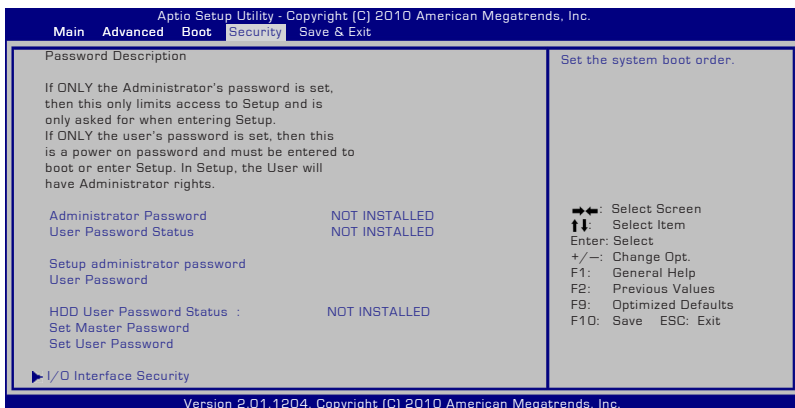 Aptio Setup Utility - Copyright (C) 2010 American Megatrends, Inc.
Main Advanced Boot Security Save & Exit
Password Description
If ONLY the Administrator's password is set,
then this only limits access to Setup and is
only asked for when entering Setup.
If ONLY the user's password is set, then this
is a power on password and must be entered to
boot or enter Setup. In Setup, the User will
have Administrator rights.
Administrator Password NOT INSTALLED
User Password Status NOT INSTALLED
Setup administrator password
User Password
HDD User Password Status : NOT INSTALLED
Set Master Password
Set User Password
I/O Interface Security
Set the system boot order.
→←: Select Screen
↑↓: Select Item
Enter: Select
+/—: Change Opt.
F1: General Help
F2: Previous Values
F9: Optimized Defaults
F10: Save ESC: Exit
Version 2.01.1204. Copyright (C) 2010 American Megatrends, Inc.